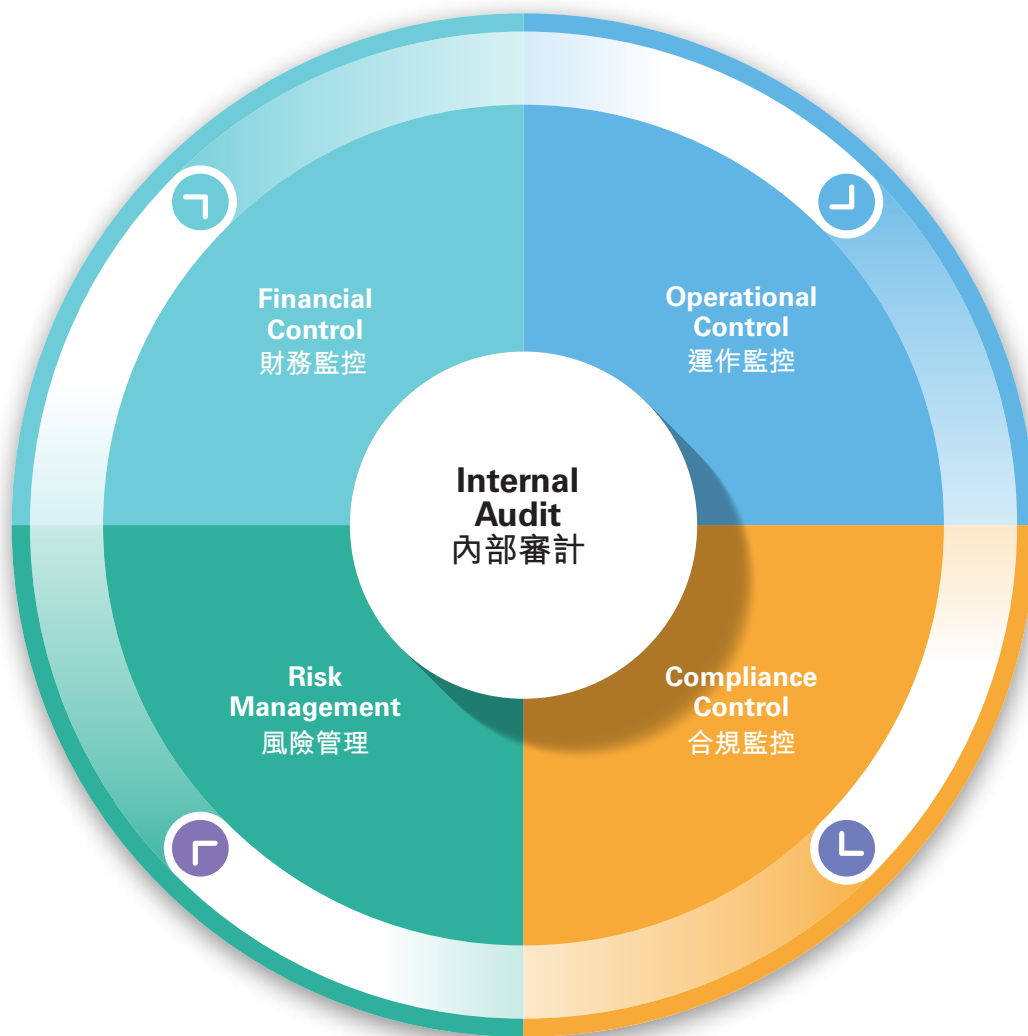 Financial
Control
財務監控
Operational
Control
運作監控
Internal
Audit
內部審計
Risk
Management
風險管理
Compliance
Control
合規監控